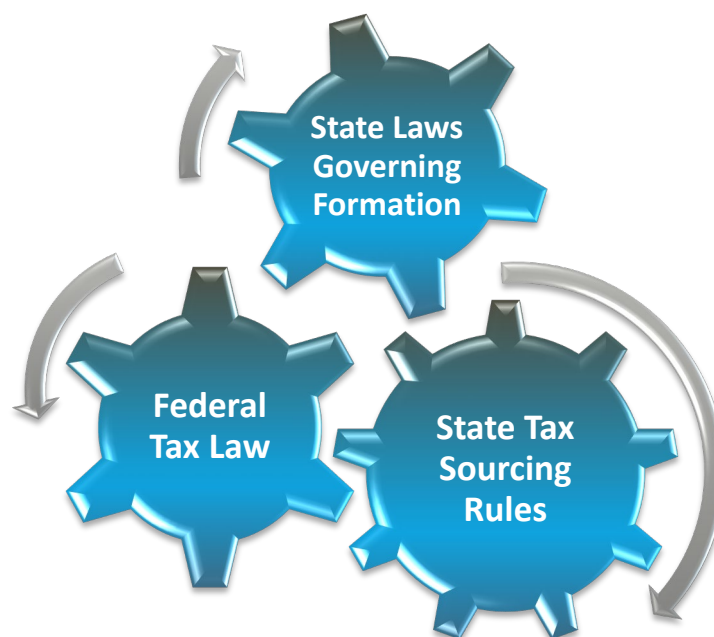 State Laws
Governing
Formation
Federal
Tax Law
State Tax
Sourcing
Rules